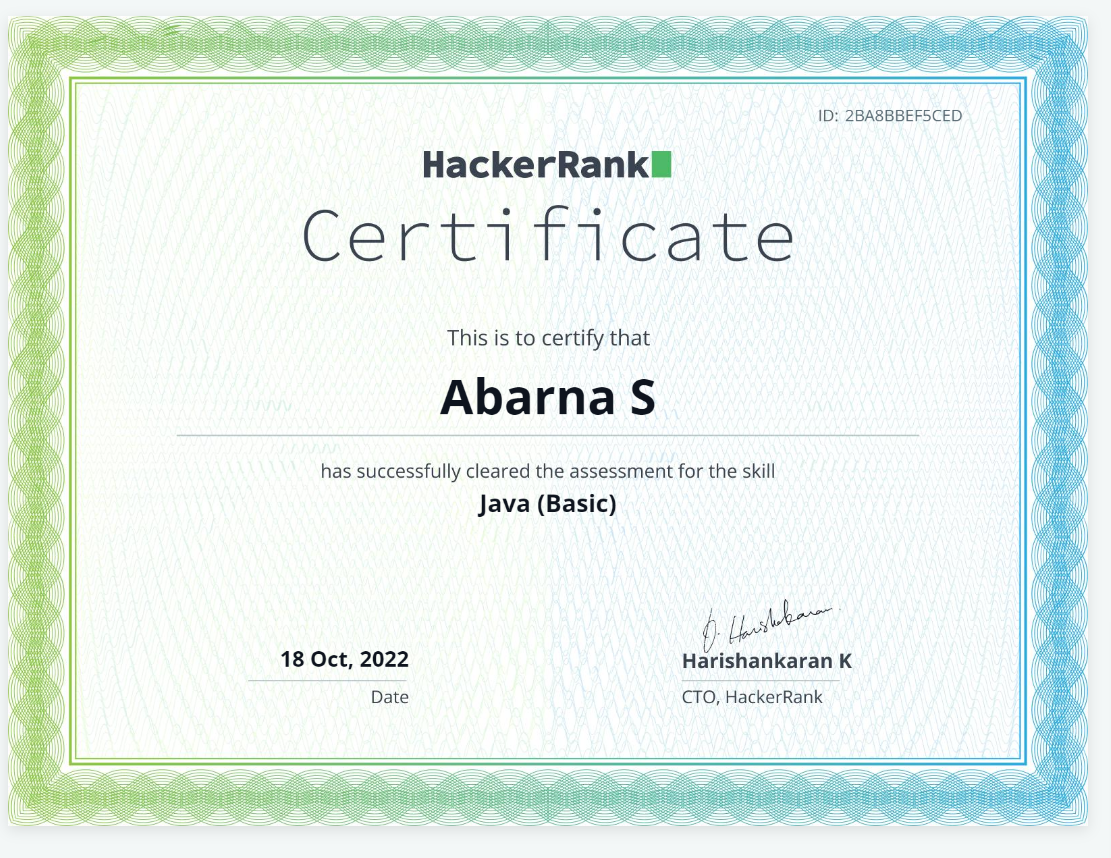 ID: 2BA8BBEF5CED
HackerRank
Certificate
This is to certify that
Abarna S
has successfully cleared the assessment for the skill
Java (Basic)
18 Oct, 2022
Date
Harishankaran K
CTO, HackerRank